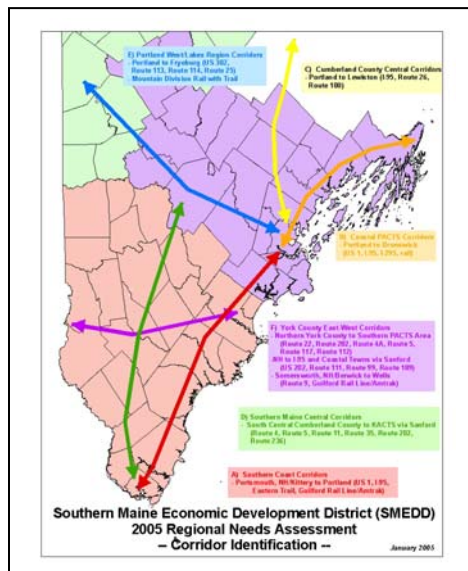 E) Portland West/Lakes Region Corridors
- Portland to Fryeburg (US 302,
Route 113, Route 114, Route 25)
- Mountain Division Rail with Trail
C) Cumberland County Central Corridors
- Portland to Lewiston (I-95, Route 26,
Route 100)
B) Coastal PACTS Corridors
- Portland to Brunswick
(US 1, I-95, I-295, rail)
F) York County East-West Corridors
- Northern York County to Southern PACTS Area
(Route 22, Route 202, Route 4A, Route 5,
Route 117, Route 112)
-NH to I-95 and Coastal Towns via Sanford
(US 202, Route 111, Route 99, Route 109)
- Somersworth, NH/Berwick to Wells
(Route 9, Guilford Rail Line/Amtrak)
D) Southern Maine Central Corridors
- South Central Cumberland County to KACTS via Sanford
(Route 4, Route 5, Route 11, Route 35, Route 202,
Route 236)
A) Southern Coast Corridors
- Portsmouth, NH/Kittery to Portland (US 1, I-95,
Eastern Trail, Guilford Rail Line/Amtrak)
Southern Maine Economic Development District (SMEDD)
2005 Regional Needs Assessment
-- Corridor Identification --
January 2005